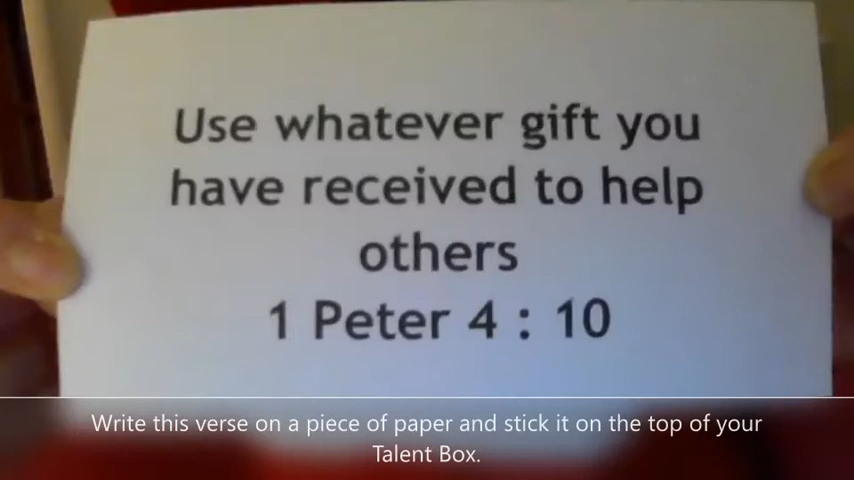 Use whatever gift you
have received to help
others
1 Peter 4 : 10
Write this verse on a piece of paper and stick it on the top of your
Talent Box.